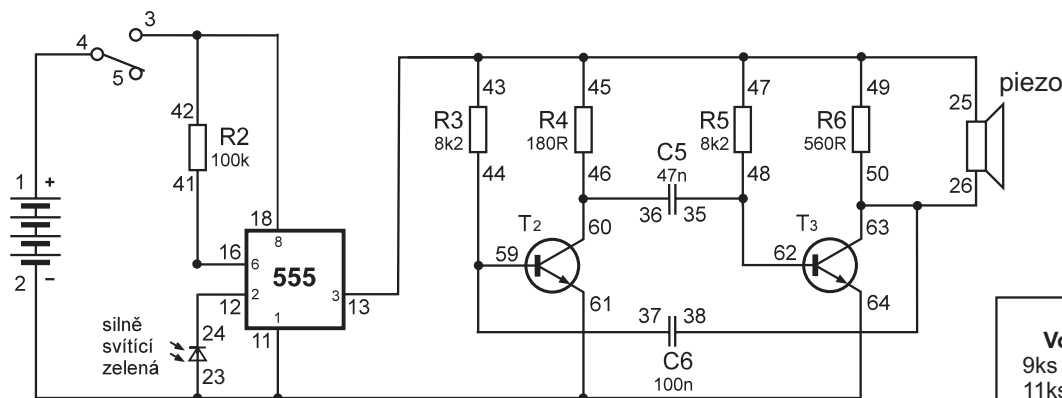 3
4
5
42
R2
100k
41
1 +
2 −
18
8
16
6
555
12
2
3
13
1
11
silně
svítící
zelená
24
23
43
R3
8k2
44
45
R4
180R
46
47
R5
8k2
48
49
R6
560R
50
piezo
25
26
C5
47n
36
35
T2
59
60
61
T3
62
63
64
37
38
C6
100n
9ks
11ks